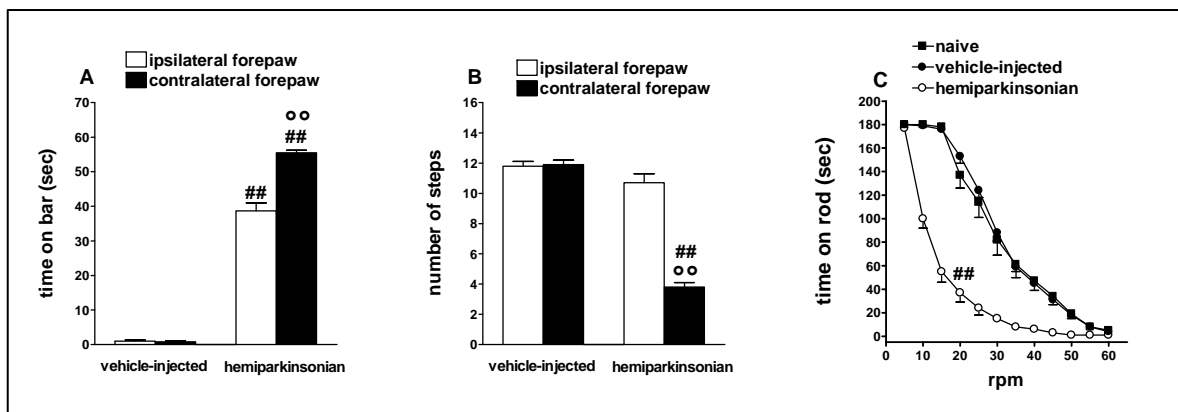 A
ipsilateral forepaw
contralateral forepaw
time on bar (sec)
70
60
50
40
30
20
10
0
##
°°
##
vehicle-injected
hemiparkinsonian
B
ipsilateral forepaw
contralateral forepaw
number of steps
16
14
12
10
8
6
4
2
0
##
°°
vehicle-injected
hemiparkinsonian
C
naive
vehicle-injected
hemiparkinsonian
time on rod (sec)
200
180
160
140
120
100
80
60
40
20
0
##
0 10 20 30 40 50 60
rpm